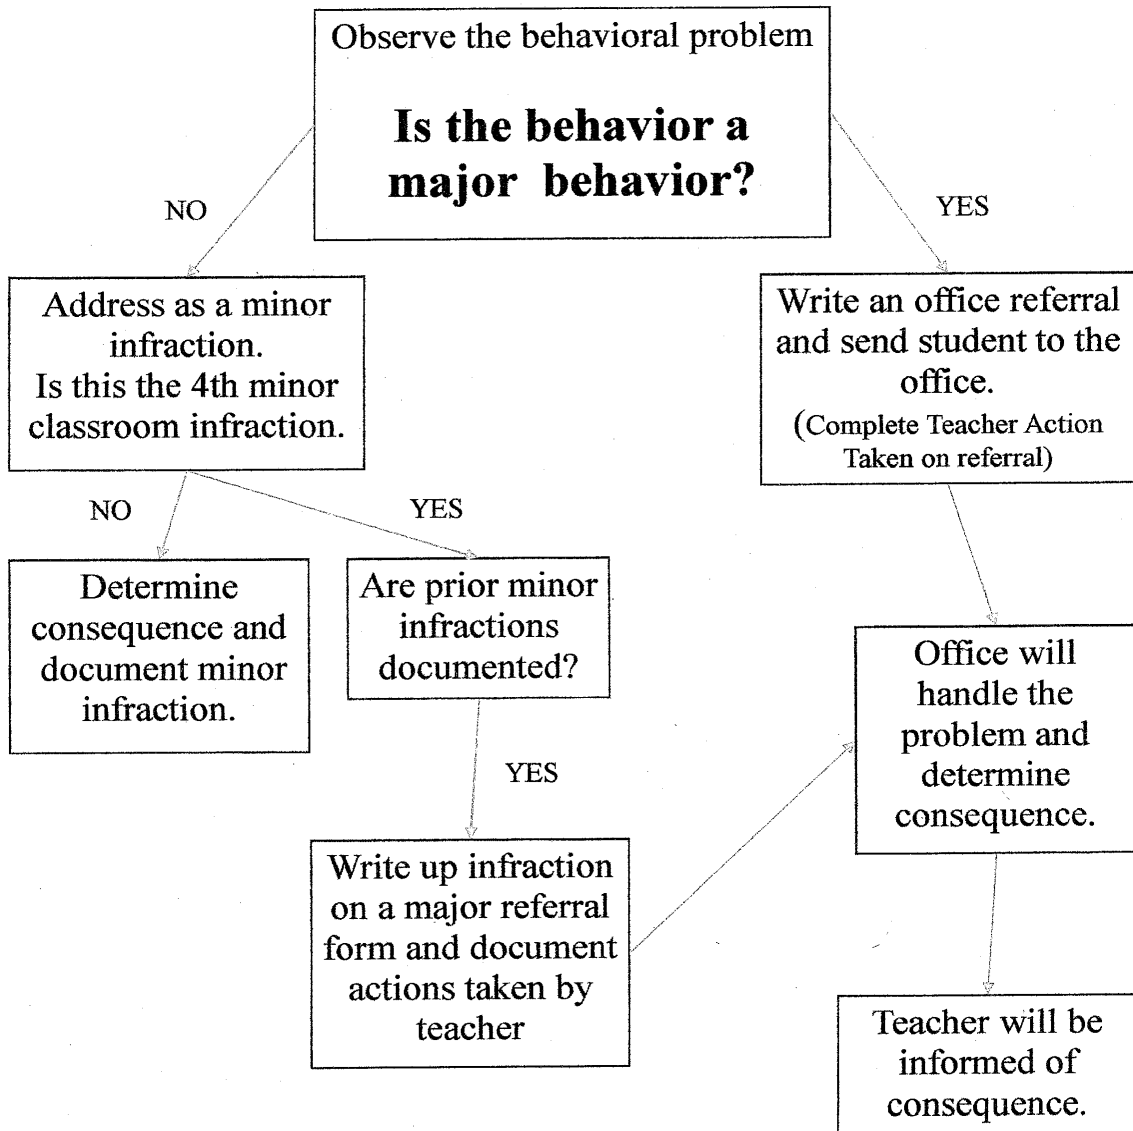 Observe the behavioral problem
Is the behavior a
major behavior?
NO
YES
Address as a minor
infraction.
Is this the 4th minor
classroom infraction.
Write an office referral
and send student to the
office.
(Complete Teacher Action
Taken on referral)
NO
YES
Determine
consequence and
document minor
infraction.
Are prior minor
infractions
documented?
Office will
handle the
problem and
determine
consequence.
YES
Write up infraction
on a major referral
form and document
actions taken by
teacher
Teacher will be
informed of
consequence.